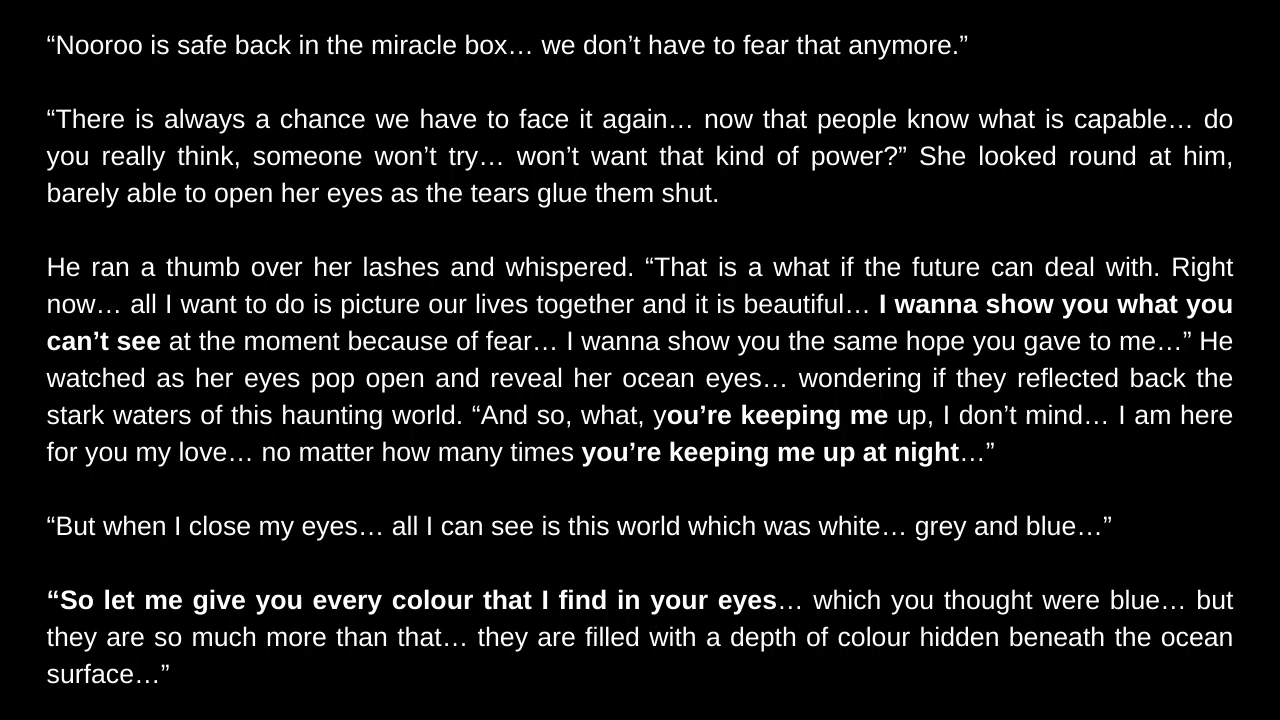 “Nooroo is safe back in the miracle box… we don’t have to fear that anymore.”
“There is always a chance we have to face it again… now that people know what is capable… do
you really think, someone won’t try… won’t want that kind of power?” She looked round at him,
barely able to open her eyes as the tears glue them shut.
He ran a thumb over her lashes and whispered. “That is a what if the future can deal with. Right
now… all I want to do is picture our lives together and it is beautiful… I wanna show you what you
can’t see at the moment because of fear… I wanna show you the same hope you gave to me…” He
watched as her eyes pop open and reveal her ocean eyes… wondering if they reflected back the
stark waters of this haunting world. “And so, what, you’re keeping me up, I don’t mind… I am here
for you my love… no matter how many times you’re keeping me up at night…”
“But when I close my eyes… all I can see is this world which was white… grey and blue…”
“So let me give you every colour that I find in your eyes… which you thought were blue… but
they are so much more than that… they are filled with a depth of colour hidden beneath the ocean
surface…”